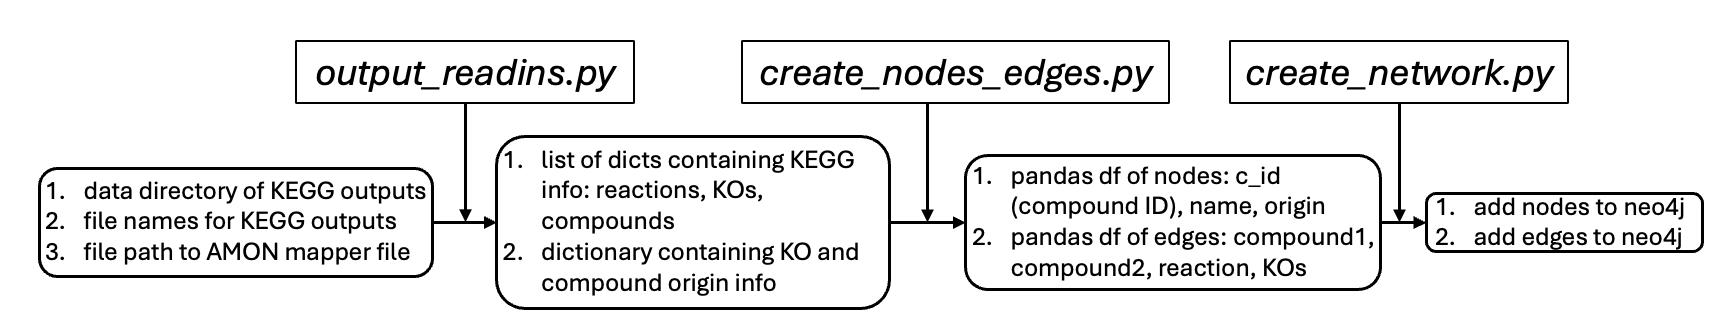 output_readins.py
create_nodes_edges.py
create_network.py
1. data directory of KEGG outputs
2. file names for KEGG outputs
3. file path to AMON mapper file
1. list of dicts containing KEGG
info: reactions, KOs,
compounds
2. dictionary containing KO and
compound origin info
1. pandas df of nodes: c_id
(compound ID), name, origin
2. pandas df of edges: compound1,
compound2, reaction, KOs
1. add nodes to neo4j
2. add edges to neo4j